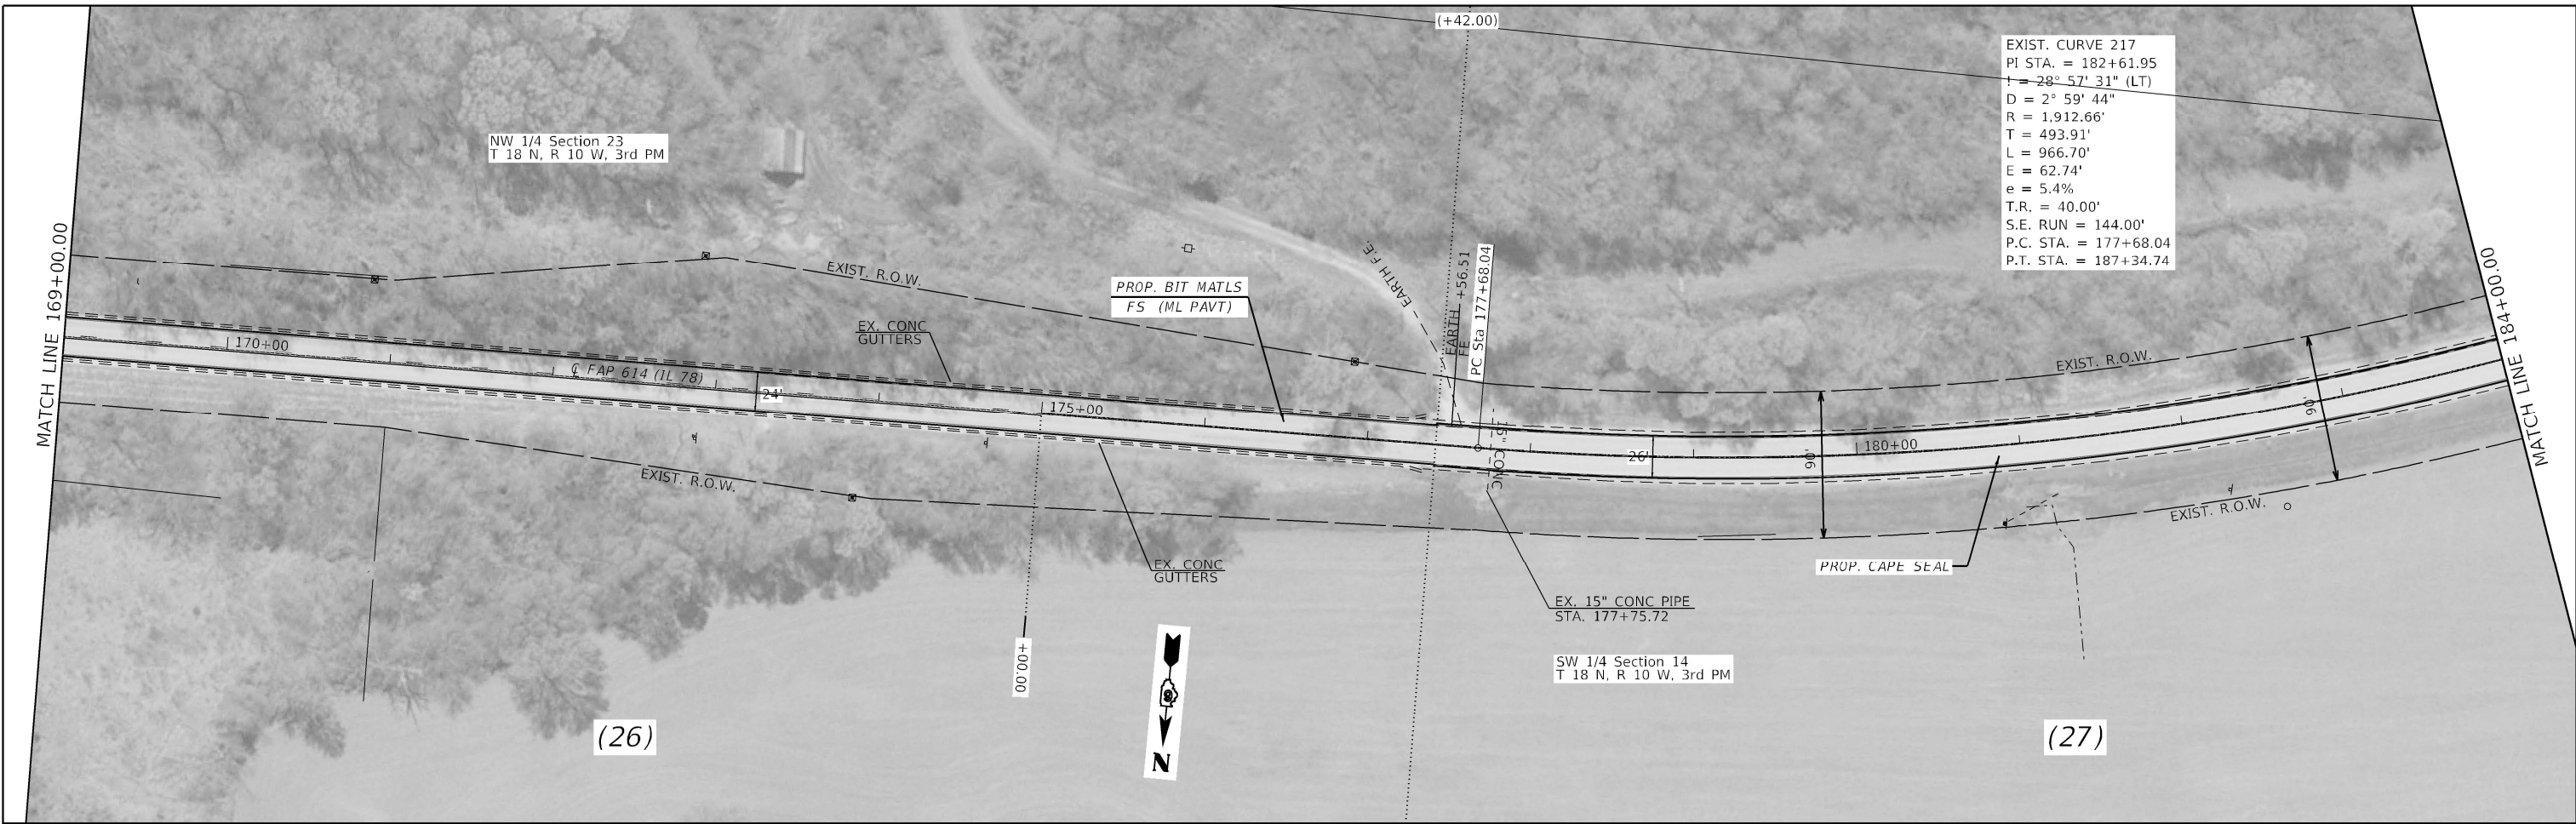 (+42.00)
EXIST. CURVE 217
PI STA. = 182+61.95
! = 28° 57' 31" (LT)
D = 2° 59' 44"
R = 1,912.66'
T = 493.91'
L = 966.70'
E = 62.74'
e = 5.4%
T.R. = 40.00'
S.E. RUN = 144.00'
P.C. STA. = 177+68.04
P.T. STA. = 187+34.74
NW 1/4 Section 23
T 18 N, R 10 W, 3rd PM
MATCH LINE 169+00.00
EXIST. R.O.W.
PROP. BIT MATLS
FS (ML PAVT)
EARTH F.E.
EARTH +56.51
FE
PC Sta 177+68.04
MATCH LINE 184+00.00
EX. CONC
GUTTERS
170+00
℄ FAP 614 (IL 78)
24'
175+00
EXIST. R.O.W.
15" CONC
26'
90'
180+00
90'
EXIST. R.O.W.
EXIST. R.O.W.
EX. CONC
GUTTERS
PROP. CAPE SEAL
EX. 15" CONC PIPE
STA. 177+75.72
+00.00
SW 1/4 Section 14
T 18 N, R 10 W, 3rd PM
N
(26)
(27)